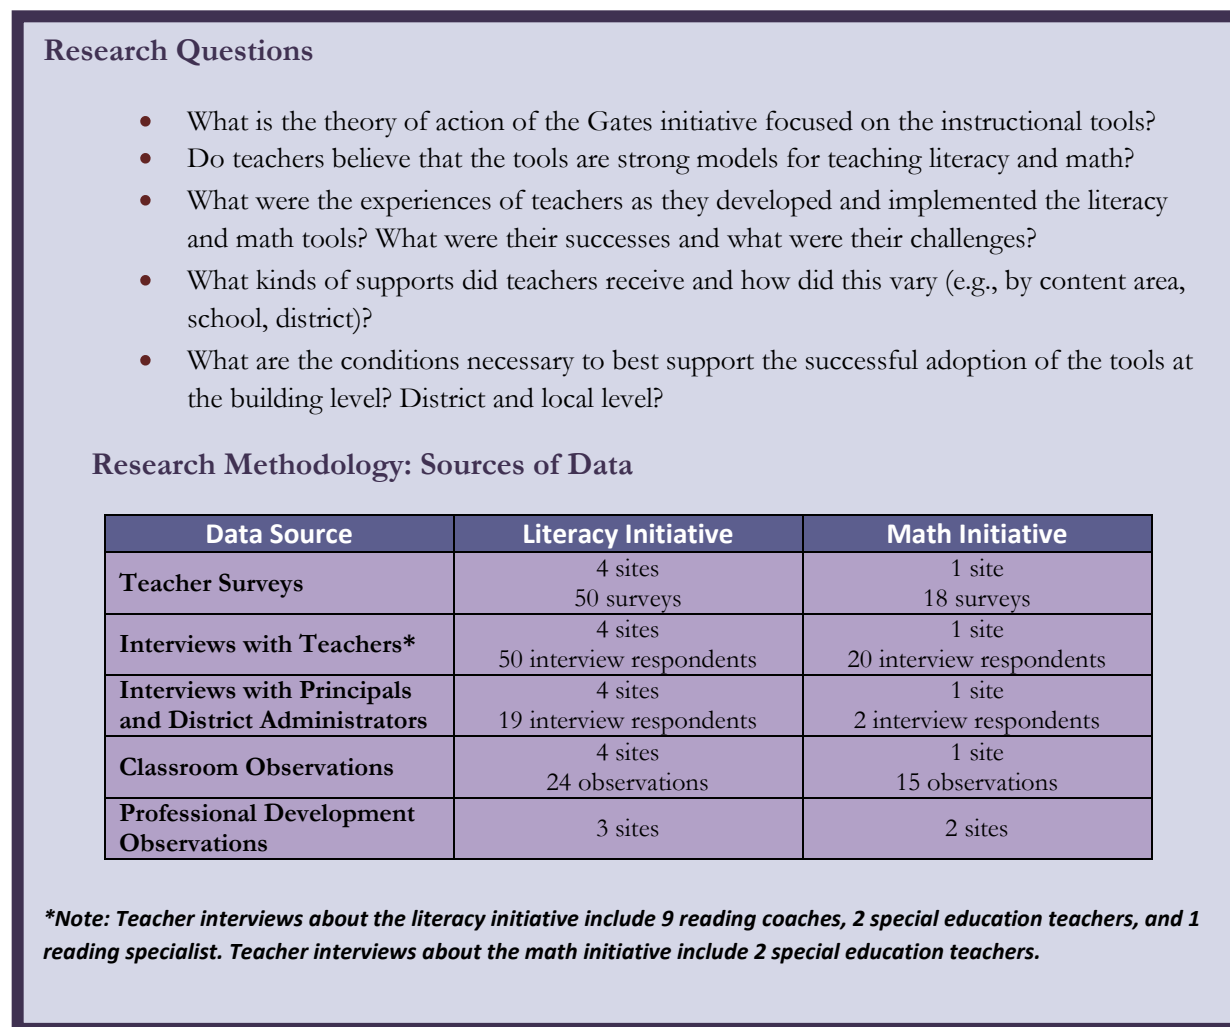 Research Questions
• What is the theory of action of the Gates initiative focused on the instructional tools?
• Do teachers believe that the tools are strong models for teaching literacy and math?
• What were the experiences of teachers as they developed and implemented the literacy
and math tools? What were their successes and what were their challenges?
• What kinds of supports did teachers receive and how did this vary (e.g., by content area,
school, district)?
• What are the conditions necessary to best support the successful adoption of the tools at
the building level? District and local level?
Research Methodology: Sources of Data
Data Source Literacy Initiative Math Initiative
Teacher Surveys
4 sites
50 surveys
1 site
18 surveys
Interviews with Teachers*
4 sites
50 interview respondents
1 site
20 interview respondents
Interviews with Principals
and District Administrators
4 sites
19 interview respondents
1 site
2 interview respondents
Classroom Observations
4 sites
24 observations
1 site
15 observations
Professional Development
Observations
3 sites
2 sites
*Note: Teacher interviews about the literacy initiative include 9 reading coaches, 2 special education teachers, and 1
reading specialist. Teacher interviews about the math initiative include 2 special education teachers.